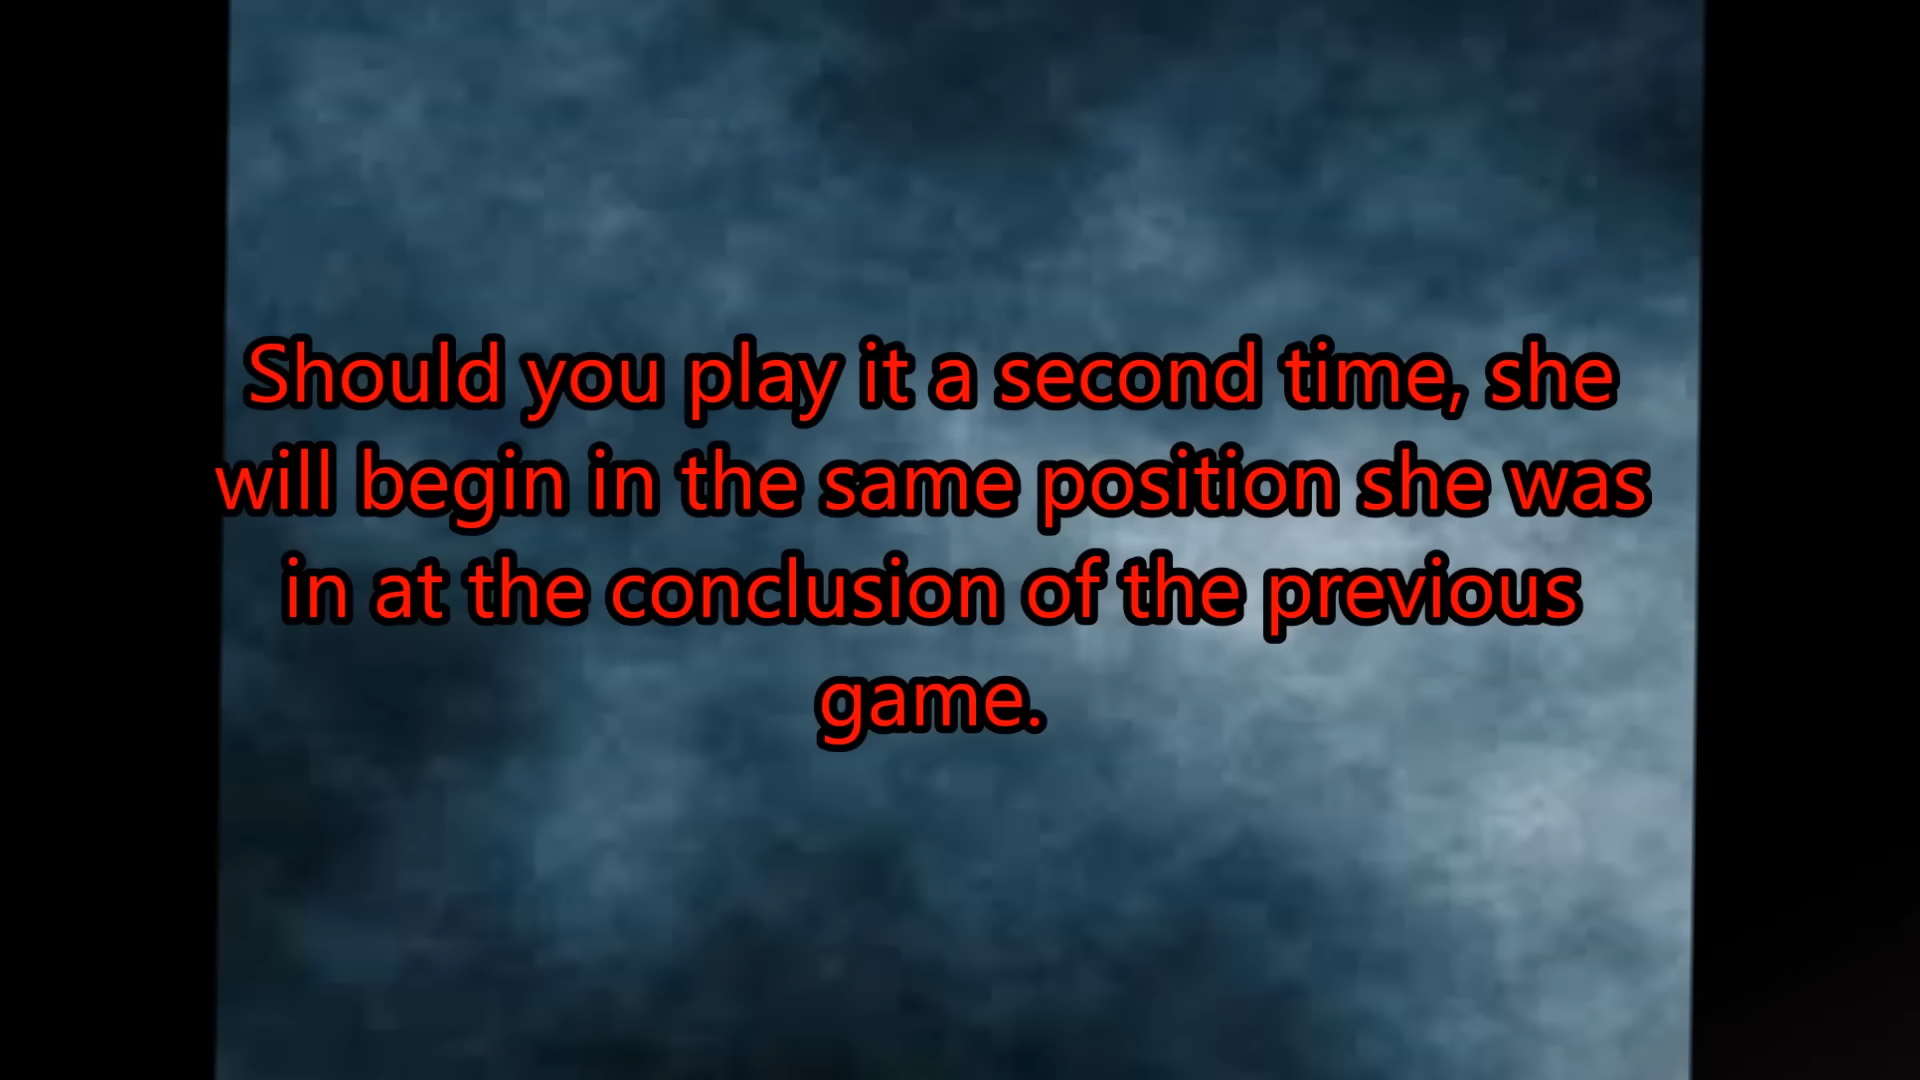 Should you play it a second time, she
will begin in the same position she was
in at the conclusion of the previous
game.